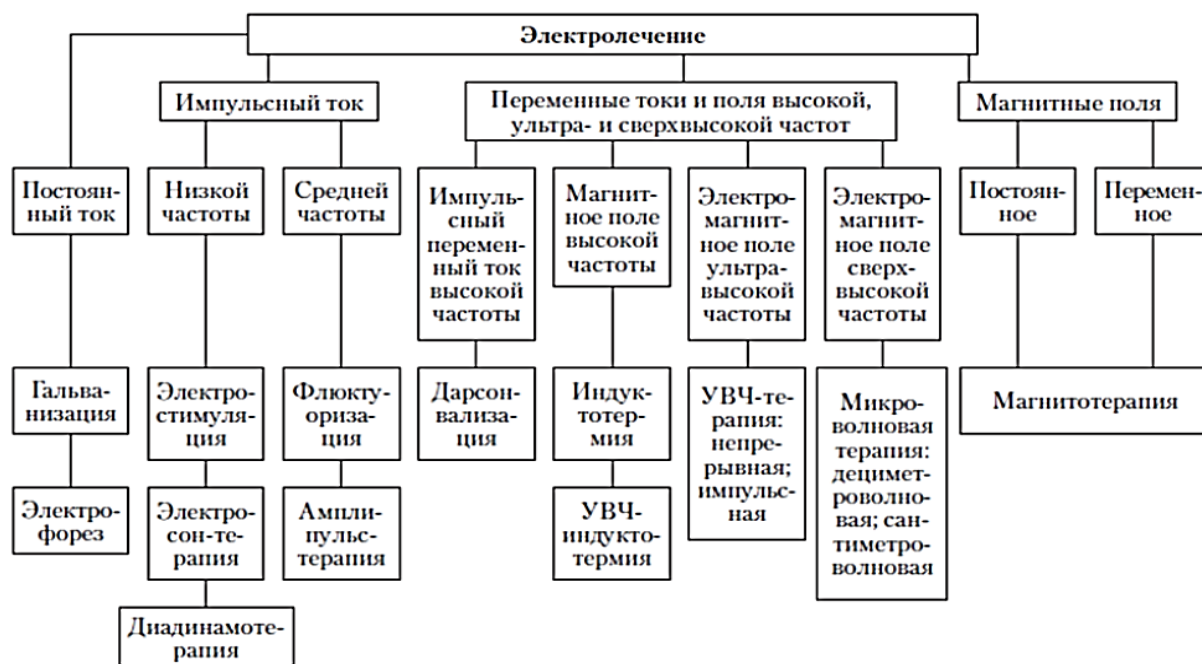 Электролечение
Импульсный ток
Переменные токи и поля высокой,
ультра- и сверхвысокой частот
Магнитные поля
Постоян-
ный ток
Низкой
частоты
Средней
частоты
Импуль-
сный
перемен-
ный ток
высокой
частоты
Магнит-
ное поле
высокой
частоты
Электро-
магнит-
ное поле
ультра-
высокой
частоты
Электро-
магнит-
ное поле
сверх-
высокой
частоты
Постоян-
ное
Перемен-
ное
Гальва-
низация
Электро-
стимуля-
ция
Флюкту-
ориза-
ция
Дарсон-
вализа-
ция
Индук-
тотер-
мия
УВЧ-те-
рапия:
непре-
рывная;
импульс-
ная
Микро-
волновая
терапия:
дециметр-
роволно-
вая; сан-
тиметро-
волновая
Магнитотерапия
Электро-
форез
Электро-
сон-те-
рапия
Ампли-
пульс-
терапия
УВЧ-
индукто-
термия
Диадинамоте-
рапия